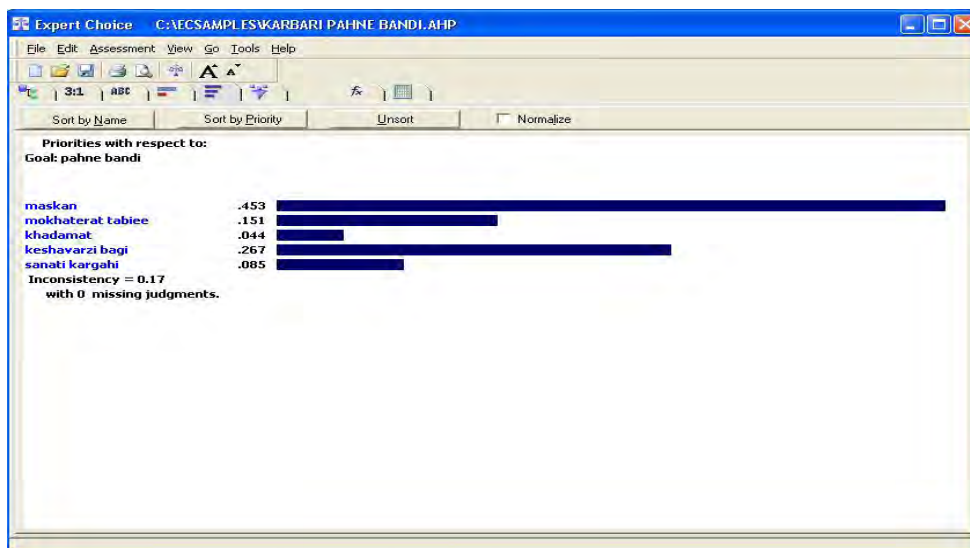 Expert Choice C:\ECSAMPLES\KARBARI PAHNE BANDI.AHP
File Edit Assessment View Go Tools Help
A A
3:1 ABC fx
Sort by Name Sort by Priority Unsort Normalize
Priorities with respect to:
Goal: pahne bandi
maskan .453
mokhaterat tabiee .151
khadamat .044
keshavarzi bagi .267
sanati kargahi .085
Inconsistency = 0.17
with 0 missing judgments.